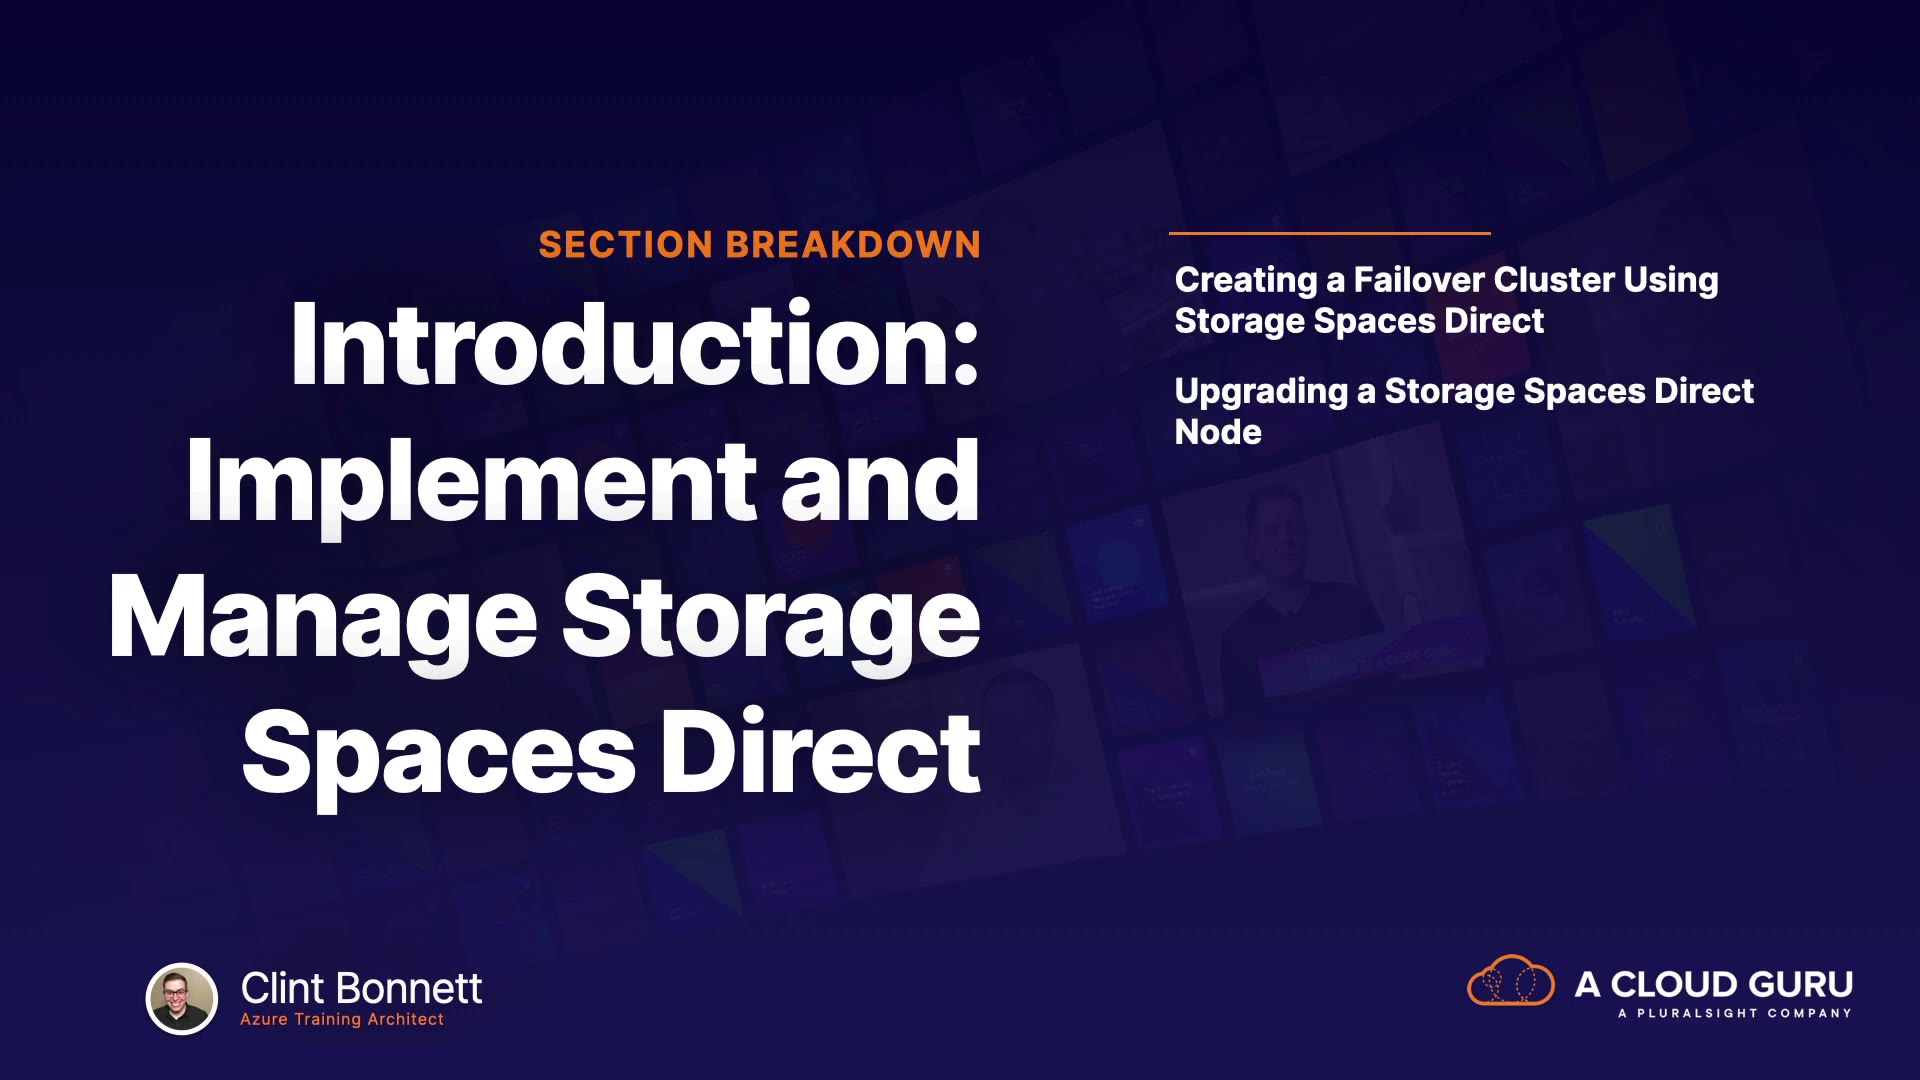 SECTION BREAKDOWN
Introduction:
Implement and
Manage Storage
Spaces Direct
Creating a Failover Cluster Using
Storage Spaces Direct
Upgrading a Storage Spaces Direct
Node
Clint Bonnett
Azure Training Architect
A CLOUD GURU
A PLURALSIGHT COMPANY